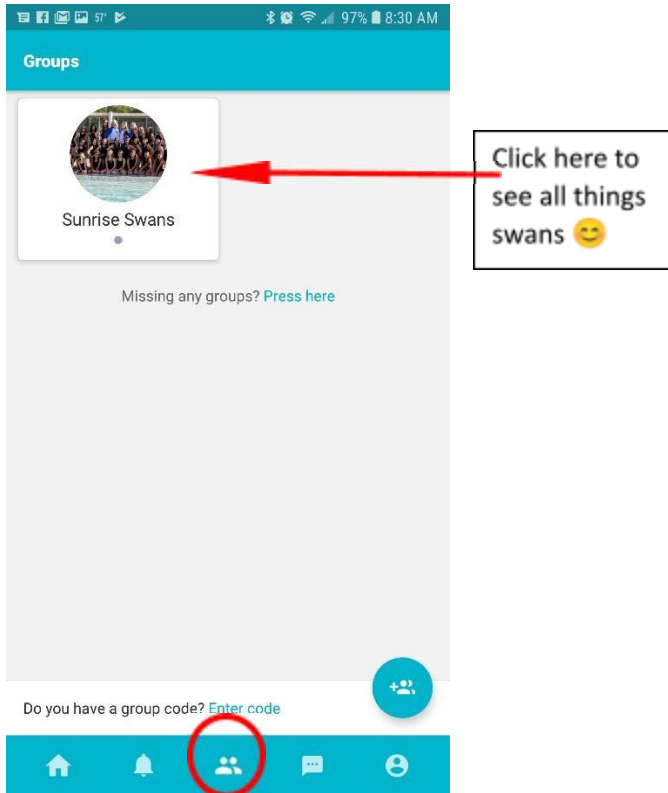 57° 97% 8:30 AM
Groups
Sunrise Swans
Missing any groups? Press here
Click here to
see all things
swans 😊
Do you have a group code? Enter code